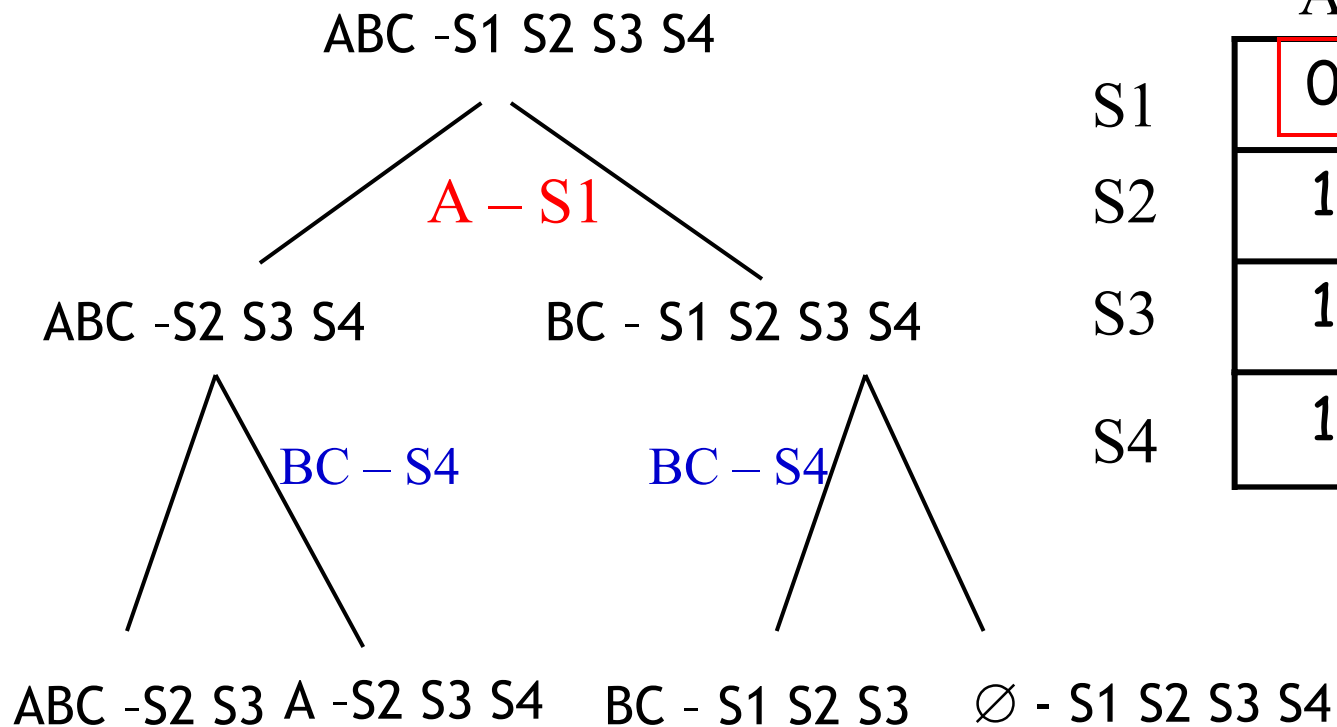 ABC -S1 S2 S3 S4
A – S1
ABC -S2 S3 S4
BC - S1 S2 S3 S4
BC – S4
BC – S4
ABC -S2 S3
A -S2 S3 S4
BC - S1 S2 S3
∅ - S1 S2 S3 S4
A
S1 0
S2 1
S3 1
S4 1